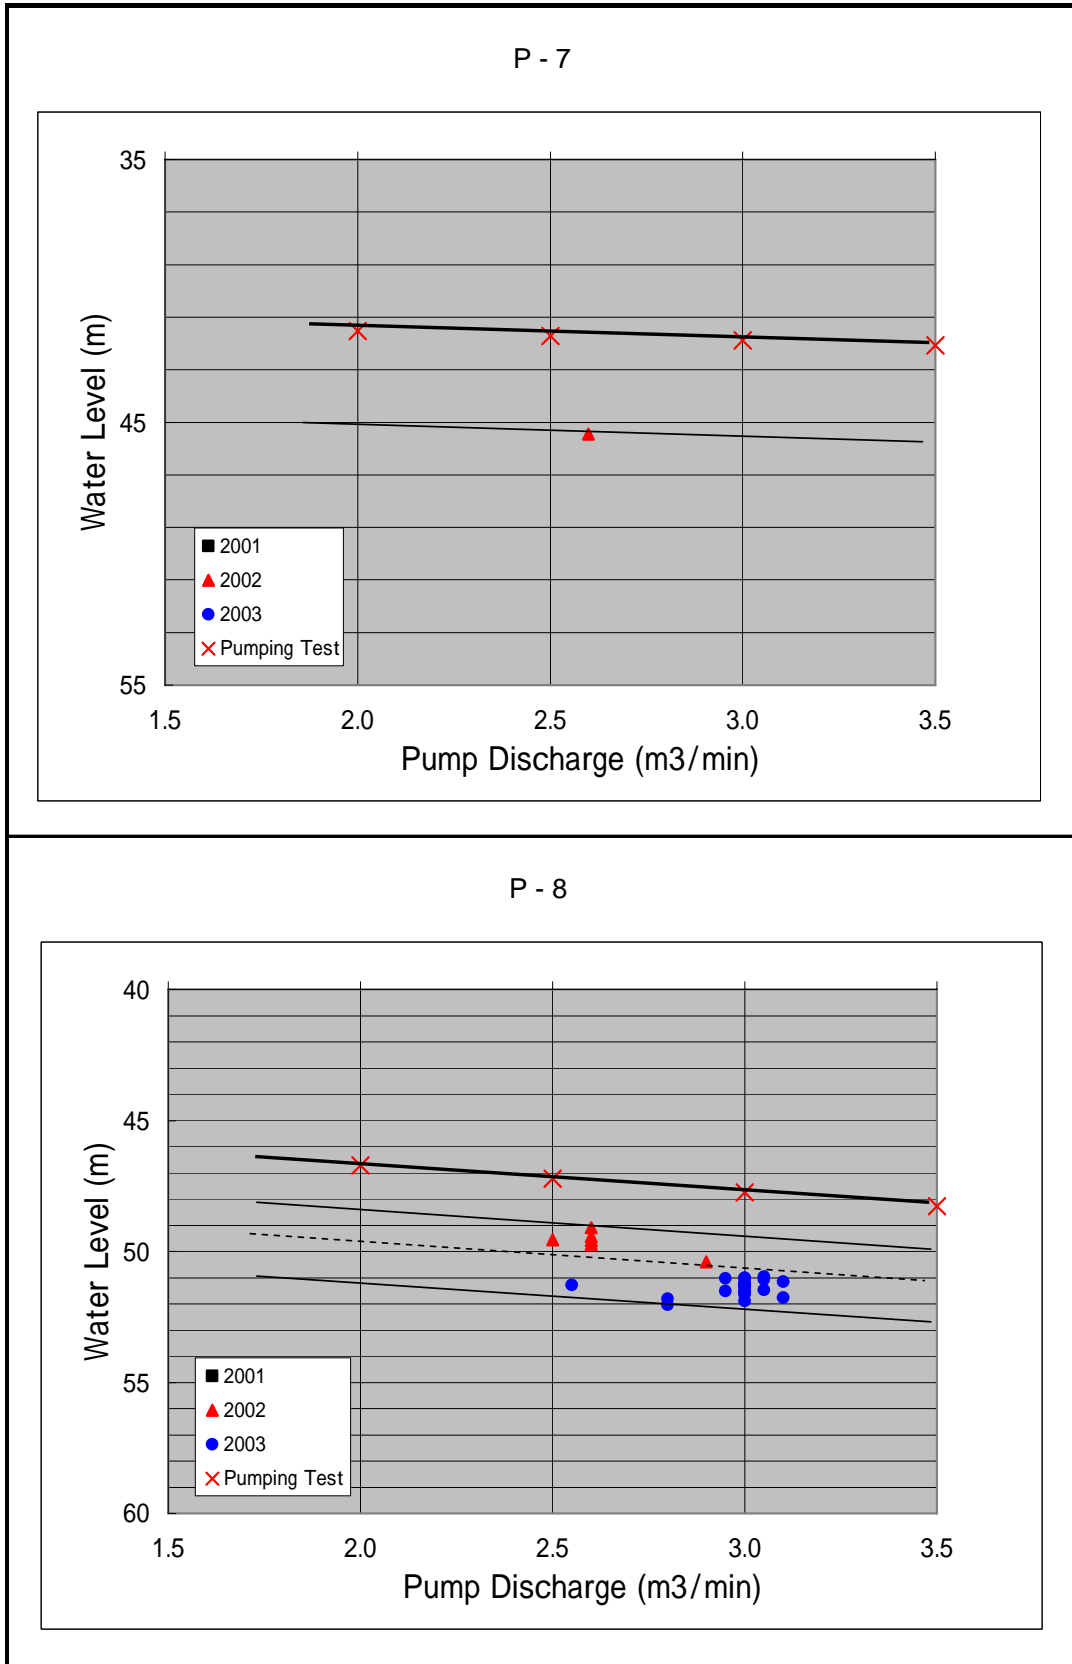 P - 7
35
45
55
Water Level (m)
2001
2002
2003
Pumping Test
1.5 2.0 2.5 3.0 3.5
Pump Discharge (m3/min)
P - 8
40
45
50
55
60
Water Level (m)
2001
2002
2003
Pumping Test
1.5 2.0 2.5 3.0 3.5
Pump Discharge (m3/min)